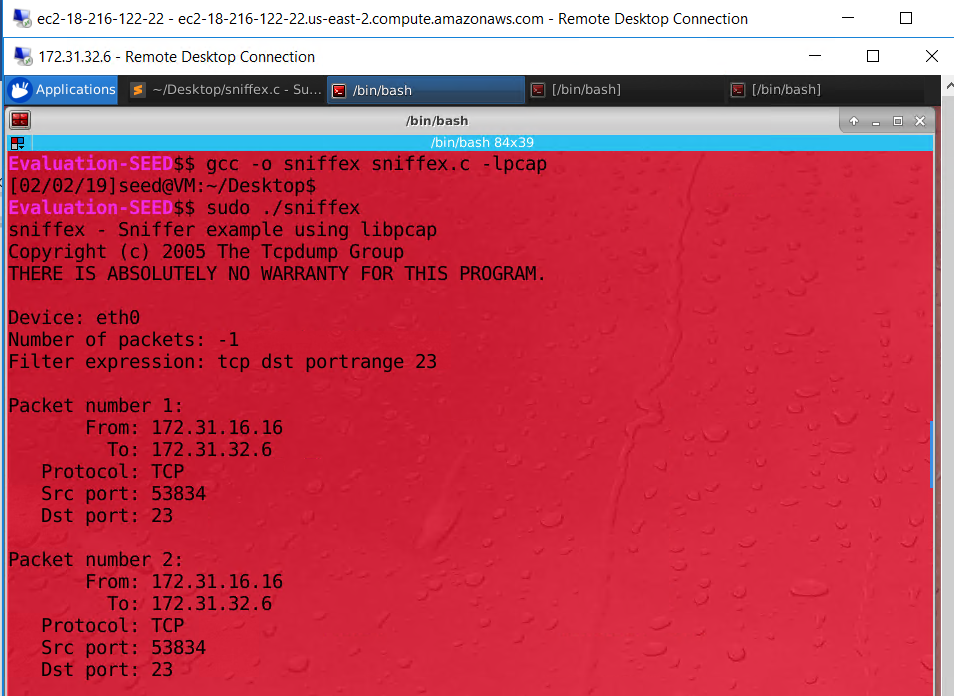 ec2-18-216-122-22 - ec2-18-216-122-22.us-east-2.compute.amazonaws.com - Remote Desktop Connection
172.31.32.6 - Remote Desktop Connection
Applications ~/Desktop/sniffex.c - Su... /bin/bash [/bin/bash] [/bin/bash]
/bin/bash
/bin/bash 84x39
Evaluation-SEED$$ gcc -o sniffex sniffex.c -lpcap
[02/02/19]seed@VM:~/Desktop$
Evaluation-SEED$$ sudo ./sniffex
sniffex - Sniffer example using libpcap
Copyright (c) 2005 The Tcpdump Group
THERE IS ABSOLUTELY NO WARRANTY FOR THIS PROGRAM.
Device: eth0
Number of packets: -1
Filter expression: tcp dst portrange 23
Packet number 1:
From: 172.31.16.16
To: 172.31.32.6
Protocol: TCP
Src port: 53834
Dst port: 23
Packet number 2:
From: 172.31.16.16
To: 172.31.32.6
Protocol: TCP
Src port: 53834
Dst port: 23